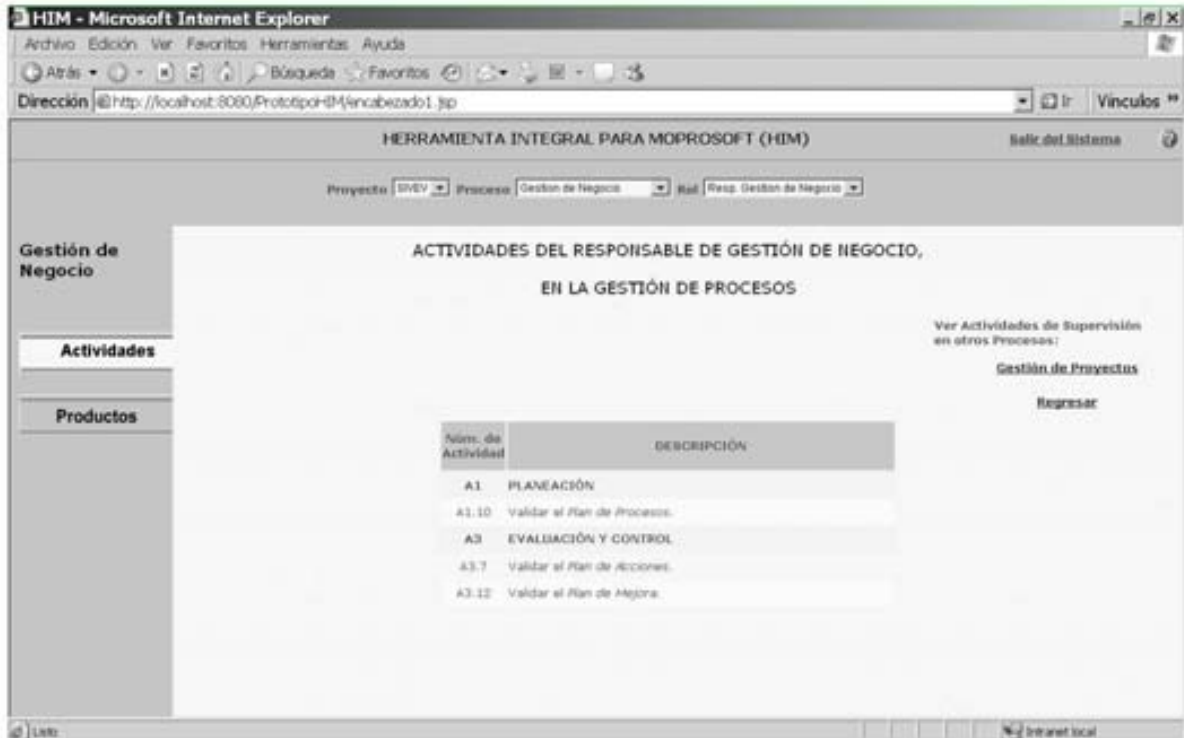 HIM - Microsoft Internet Explorer
Archivo Edición Ver Favoritos Herramientas Ayuda
Atrás Búsqueda Favoritos
Dirección http://localhost:8080/PrototipoHIM/encabezado1.jsp Ir Vínculos »
HERRAMIENTA INTEGRAL PARA MOPROSOFT (HIM) Salir del Sistema
Proyecto SIVEV Proceso Gestion de Negocio Rol Resp. Gestion de Negocio
Gestión de
Negocio
Actividades
Productos
ACTIVIDADES DEL RESPONSABLE DE GESTIÓN DE NEGOCIO,
EN LA GESTIÓN DE PROCESOS
Ver Actividades de Supervisión
en otros Procesos:
Gestión de Proyectos
Regresar
Núm. de
Actividad DESCRIPCIÓN
A1 PLANEACIÓN
A1.10 Validar el Plan de Procesos.
A3 EVALUACIÓN Y CONTROL
A3.7 Validar el Plan de Acciones.
A3.12 Validar el Plan de Mejora.
Listo Intranet local